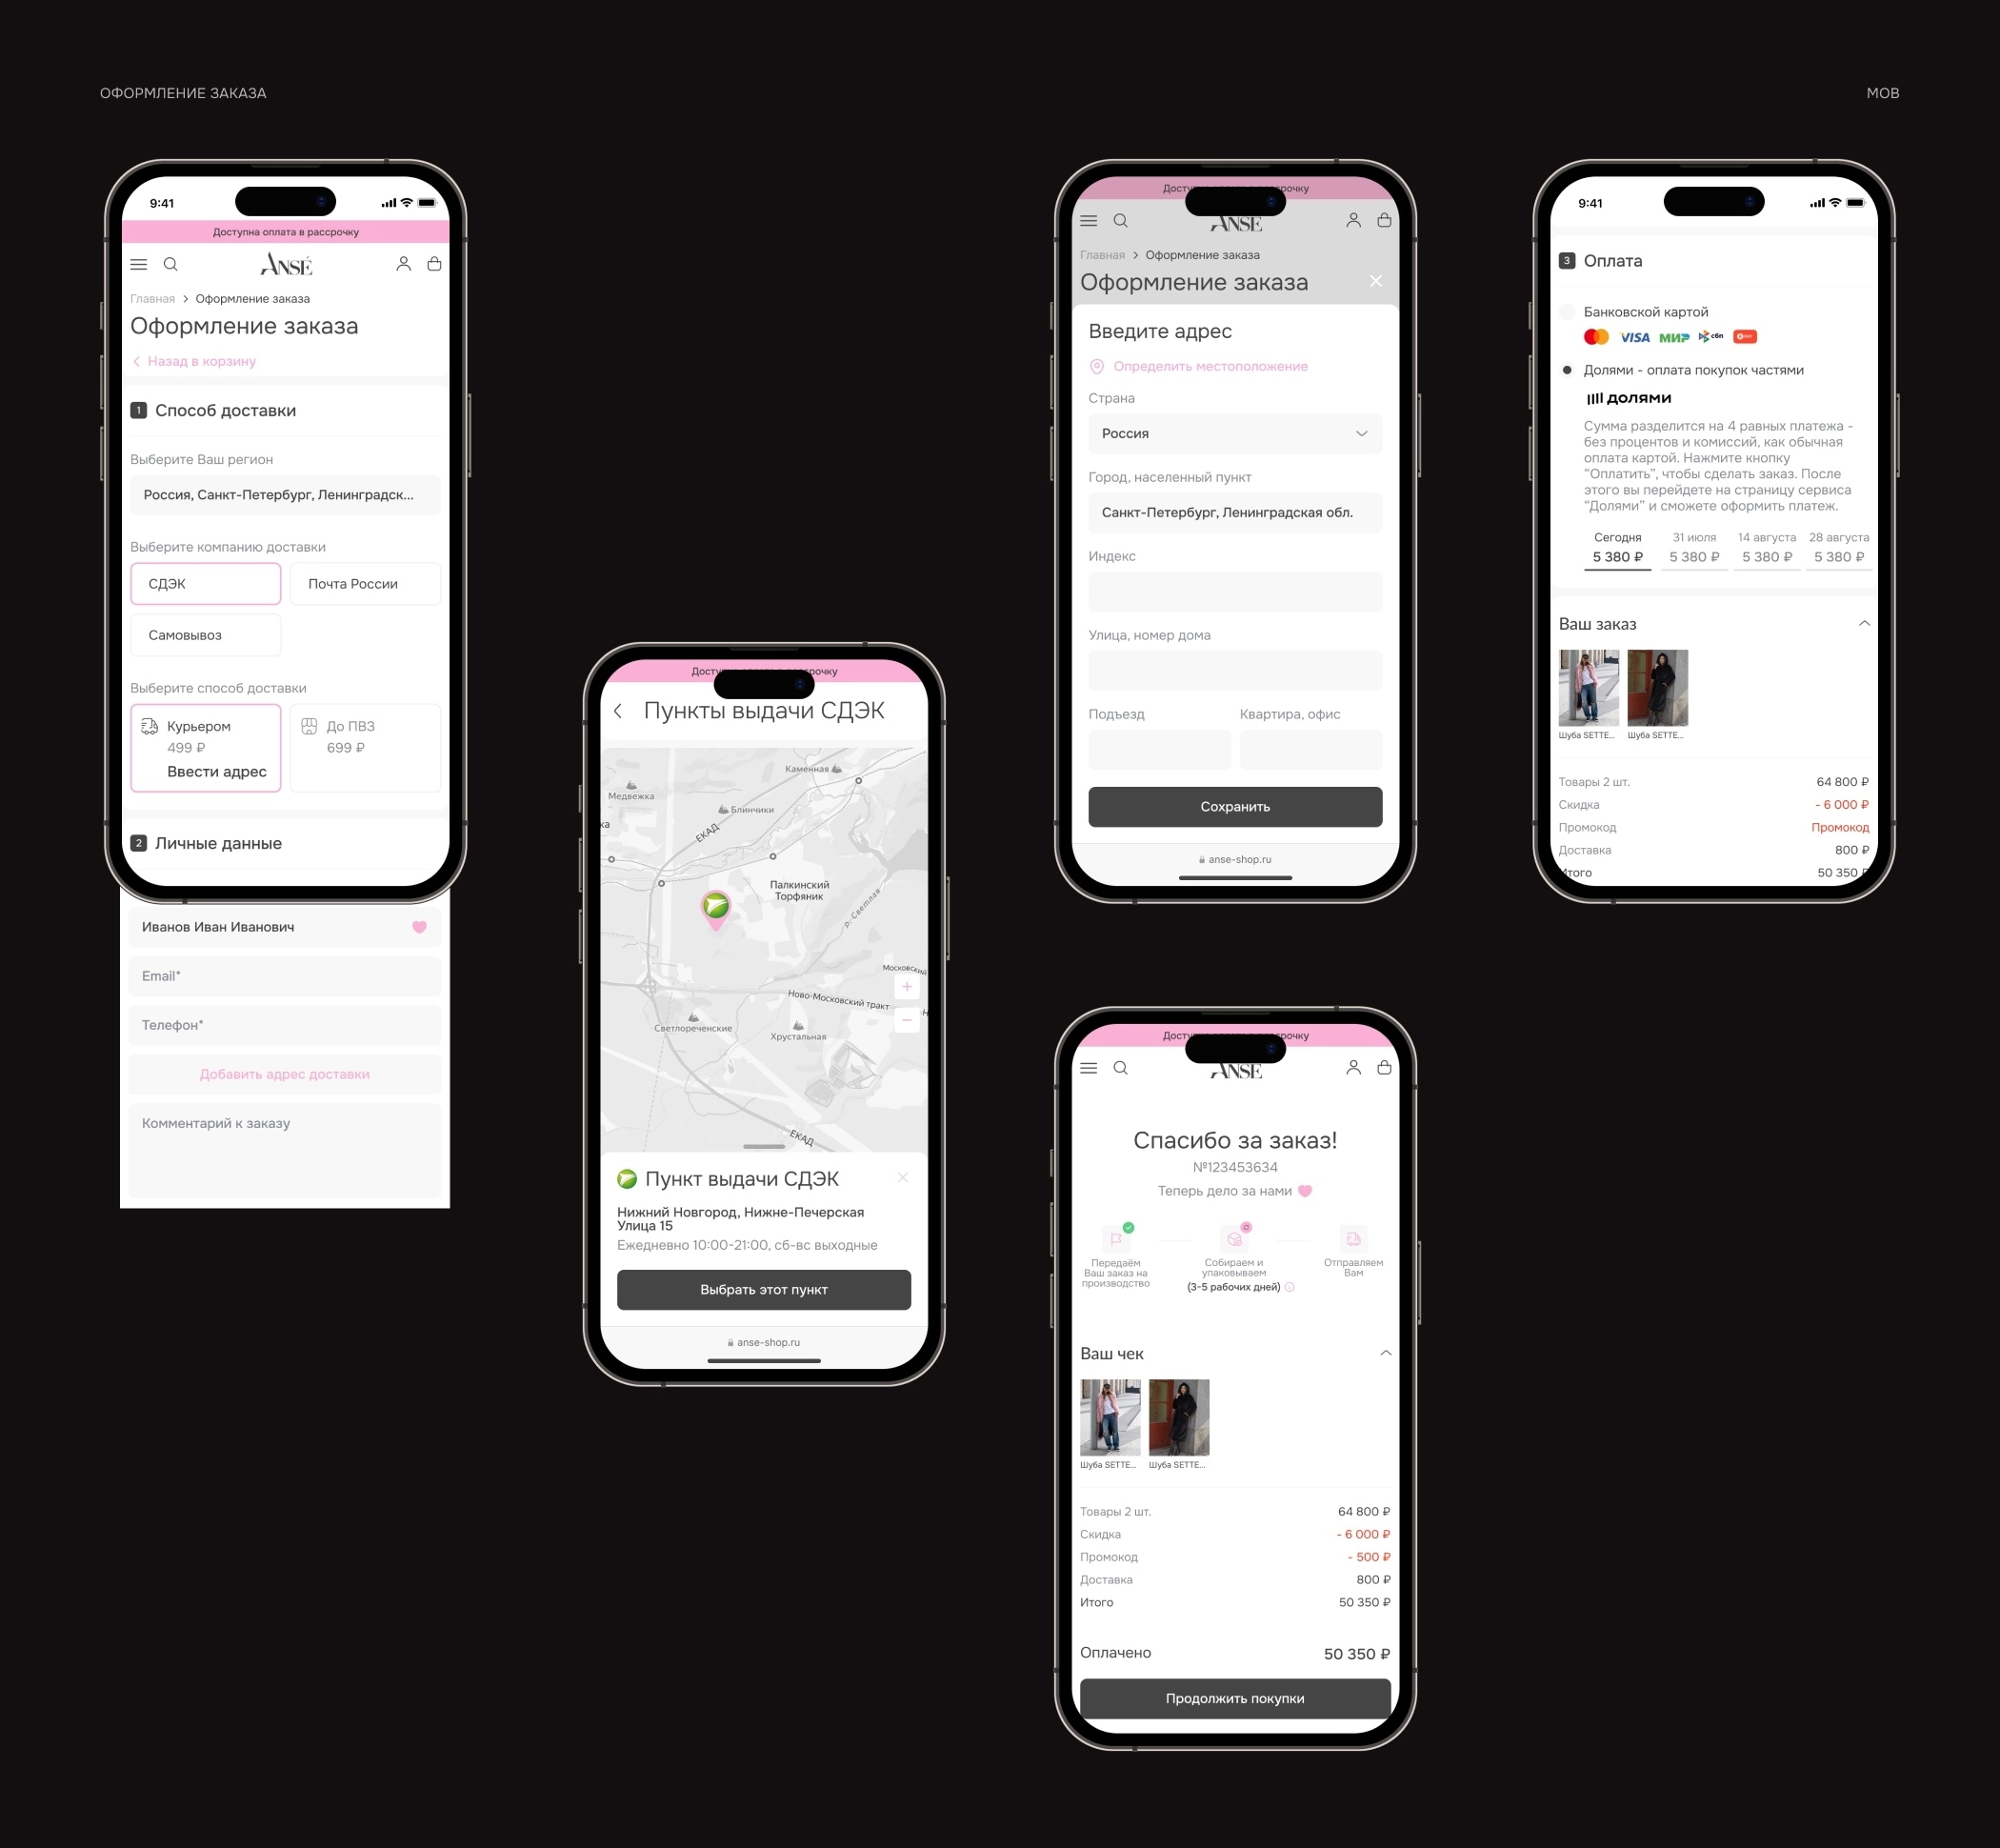 ОФОРМЛЕНИЕ ЗАКАЗА
МОВ
9:41
Доступна оплата в рассрочку
ANSÉ
Главная > Оформление заказа
Оформление заказа
Назад в корзину
1 Способ доставки
Выберите Ваш регион
Россия, Санкт-Петербург, Ленинградск...
Выберите компанию доставки
СДЭК
Почта России
Самовывоз
Выберите способ доставки
Курьером
499 ₽
Ввести адрес
До ПВЗ
699 ₽
2 Личные данные
Иванов Иван Иванович
Email*
Телефон*
Добавить адрес доставки
Комментарий к заказу
Пункты выдачи СДЭК
Каменная
Медвежка
Блинчики
ка
ЕКАД
Палкинский
Торфяник
р. Светлая
Московский
+
Ново-Московский тракт
–
Светлореченские
Хрустальная
ЕКАД
Пункт выдачи СДЭК
Нижний Новгород, Нижне-Печерская
Улица 15
Ежедневно 10:00-21:00, сб-вс выходные
Выбрать этот пункт
anse-shop.ru
ANSE
Главная > Оформление заказа
Оформление заказа
Введите адрес
Определить местоположение
Страна
Россия
Город, населенный пункт
Санкт-Петербург, Ленинградская обл.
Индекс
Улица, номер дома
Подъезд
Квартира, офис
Сохранить
anse-shop.ru
9:41
3 Оплата
Банковской картой
VISA МИР сбп
Долями - оплата покупок частями
долями
Сумма разделится на 4 равных платежа -
без процентов и комиссий, как обычная
оплата картой. Нажмите кнопку
“Оплатить”, чтобы сделать заказ. После
этого вы перейдете на страницу сервиса
“Долями” и сможете оформить платеж.
Сегодня 31 июля 14 августа 28 августа
5 380 ₽ 5 380 ₽ 5 380 ₽ 5 380 ₽
Ваш заказ
Шуба SETTE... Шуба SETTE...
Товары 2 шт. 64 800 ₽
Скидка - 6 000 ₽
Промокод Промокод
Доставка 800 ₽
Итого 50 350 ₽
ANSE
Спасибо за заказ!
№123453634
Теперь дело за нами
Передаём
Ваш заказ на
производство
Собираем и
упаковываем
(3-5 рабочих дней)
Отправляем
Вам
Ваш чек
Шуба SETTE... Шуба SETTE...
Товары 2 шт. 64 800 ₽
Скидка - 6 000 ₽
Промокод - 500 ₽
Доставка 800 ₽
Итого 50 350 ₽
Оплачено 50 350 ₽
Продолжить покупки